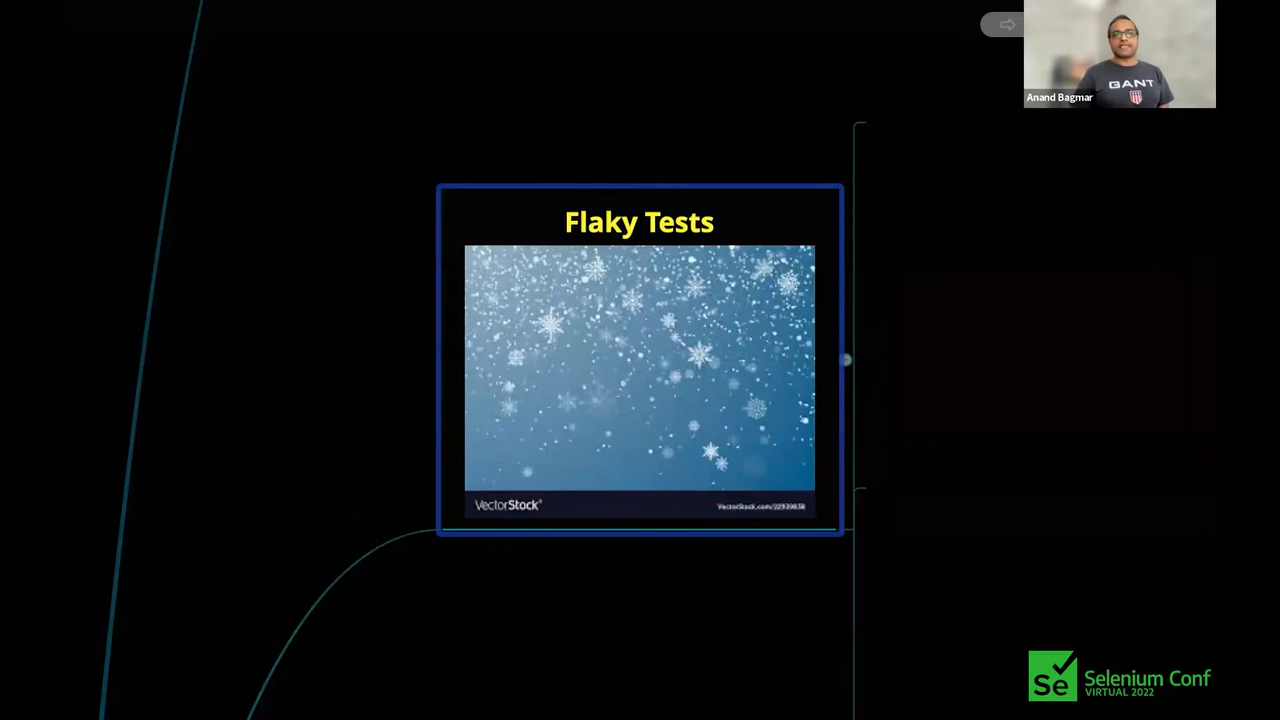 GANT
Anand Bagmar
Flaky Tests
VectorStock®
Se
Selenium Conf
VIRTUAL 2022